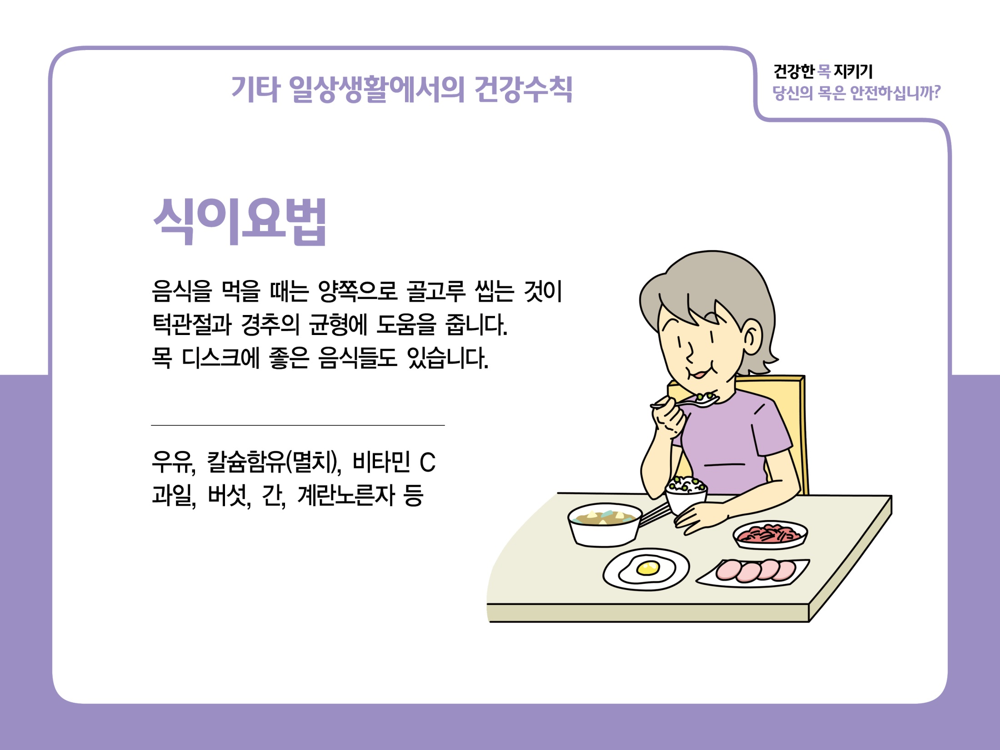 기타 일상생활에서의 건강수칙
건강한 목 지키기
당신의 목은 안전하십니까?
식이요법
음식을 먹을 때는 양쪽으로 골고루 씹는 것이
턱관절과 경추의 균형에 도움을 줍니다.
목 디스크에 좋은 음식들도 있습니다.
우유, 칼슘함유(멸치), 비타민 C
과일, 버섯, 간, 계란노른자 등